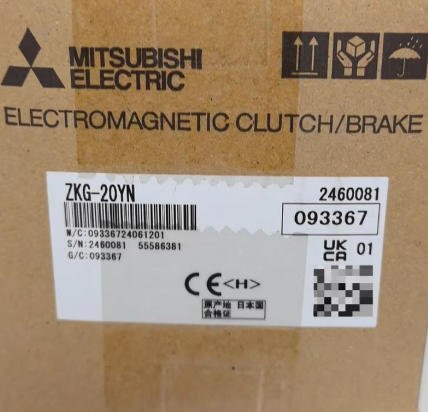 MITSUBISHI
ELECTRIC
ELECTROMAGNETIC CLUTCH/BRAKE
ZKG-20YN
2460081
093367
M/C:09336724061201
S/N:2460081 55586381
G/C:093367
UK
CA 01
CE <H>
原产地 日本国
合格证